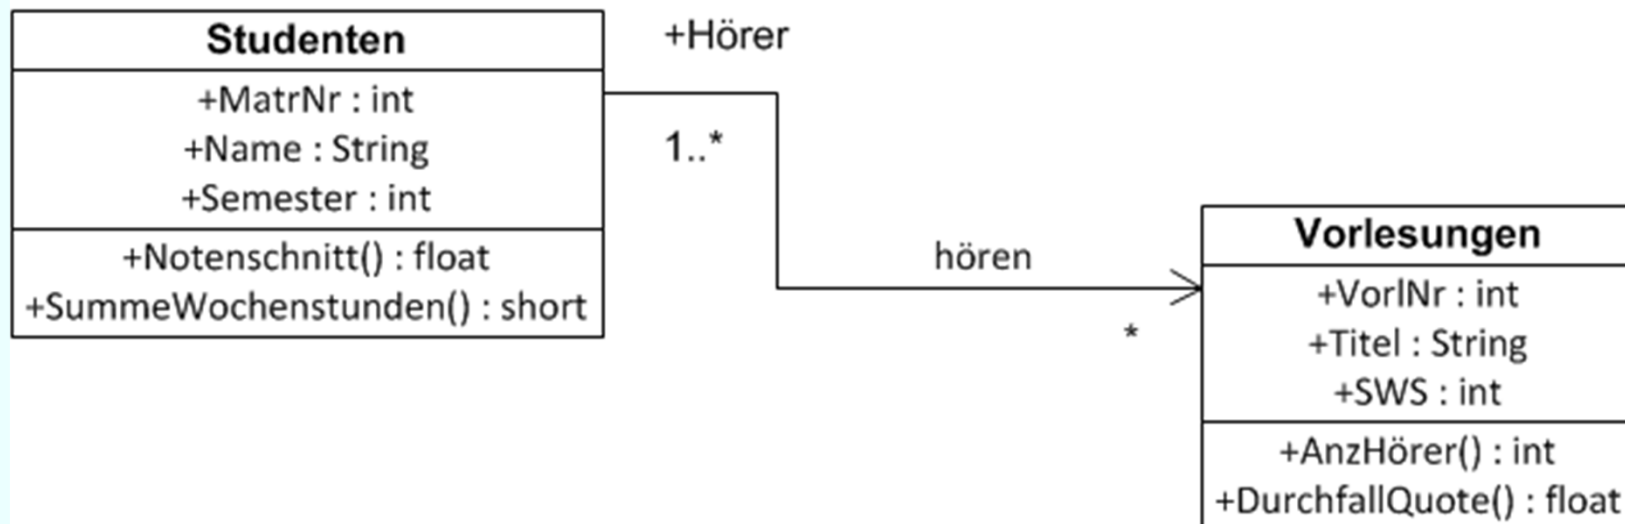 Studenten
+MatrNr : int
+Name : String
+Semester : int
+Notenschnitt() : float
+SummeWochenstunden() : short
+Hörer
1..*
hören
*
Vorlesungen
+VorlNr : int
+Titel : String
+SWS : int
+AnzHörer() : int
+DurchfallQuote() : float